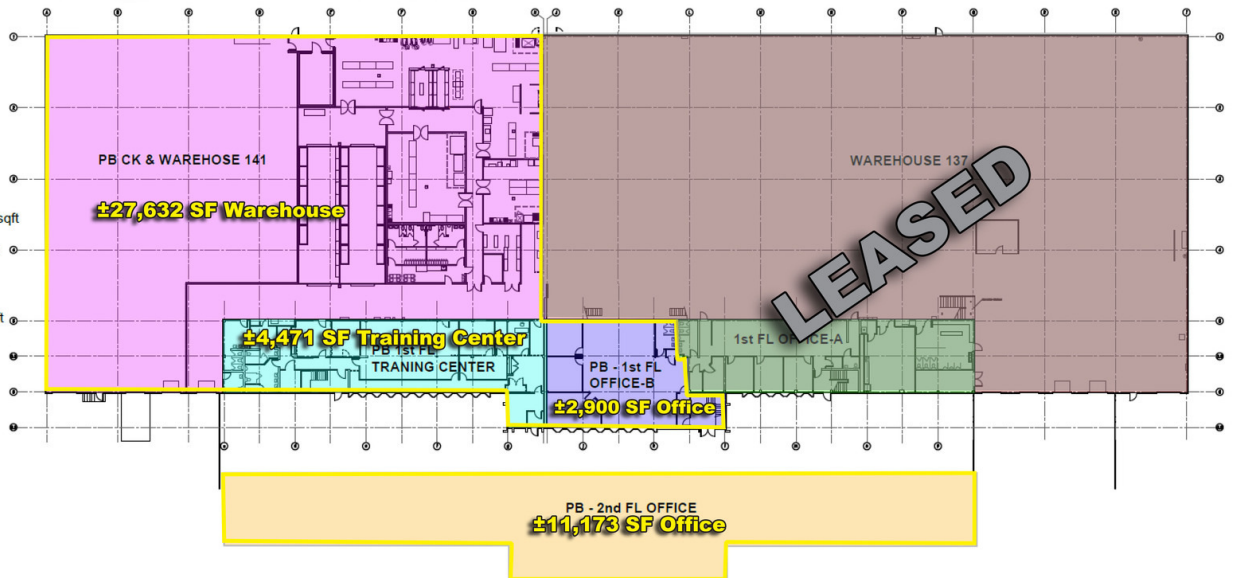 PB CK & WAREHOSE 141
WAREHOUSE 137
±27,632 SF Warehouse
sqft
LEASED
±4,471 SF Training Center
PB 1st FL
TRANING CENTER
1st FL OFFICE-A
PB - 1st FL
OFFICE-B
±2,900 SF Office
PB - 2nd FL OFFICE
±11,173 SF Office